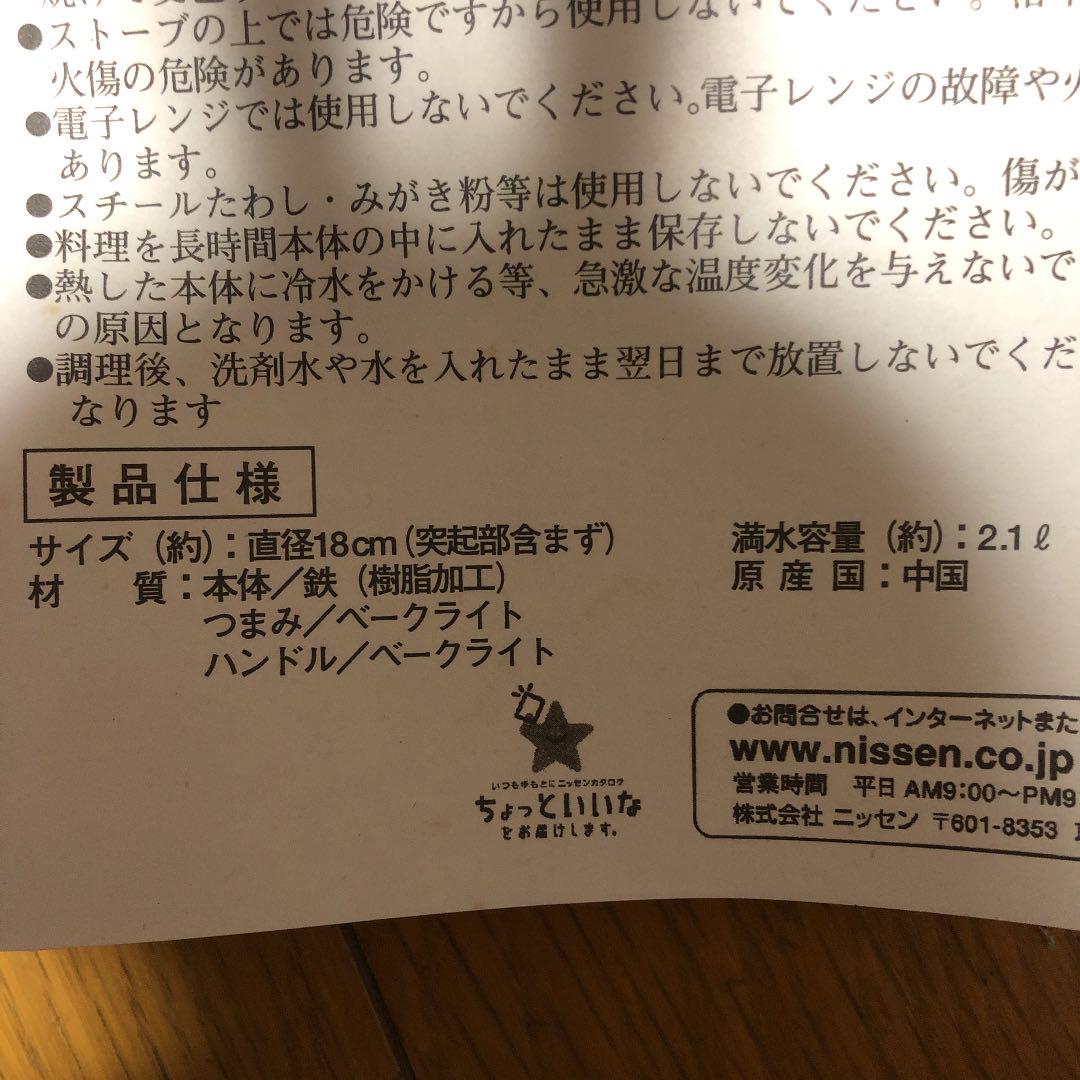 ●ストーブの上では危険ですから使用しないでください。
火傷の危険があります。
●電子レンジでは使用しないでください。電子レンジの故障や火
あります。
●スチールたわし・みがき粉等は使用しないでください。傷が
●料理を長時間本体の中に入れたまま保存しないでください。
●熱した本体に冷水をかける等、急激な温度変化を与えないで
の原因となります。
●調理後、洗剤水や水を入れたまま翌日まで放置しないでくだ
なります
製品仕様
サイズ（約）：直径18cm（突起部含まず）
満水容量（約）：2.1ℓ
材　質：本体／鉄（樹脂加工）
原産国：中国
つまみ／ベークライト
ハンドル／ベークライト
いつも手もとにニッセンカタログ
ちょっといいな
をお届けします。
●お問合せは、インターネットまた
www.nissen.co.jp
営業時間　平日 AM9:00〜PM9
株式会社 ニッセン 〒601-8353